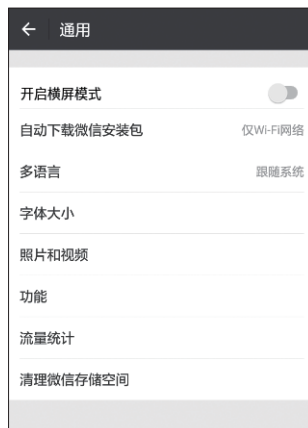 通用
开启横屏模式
自动下载微信安装包 仅Wi-Fi网络
多语言 跟随系统
字体大小
照片和视频
功能
流量统计
清理微信存储空间